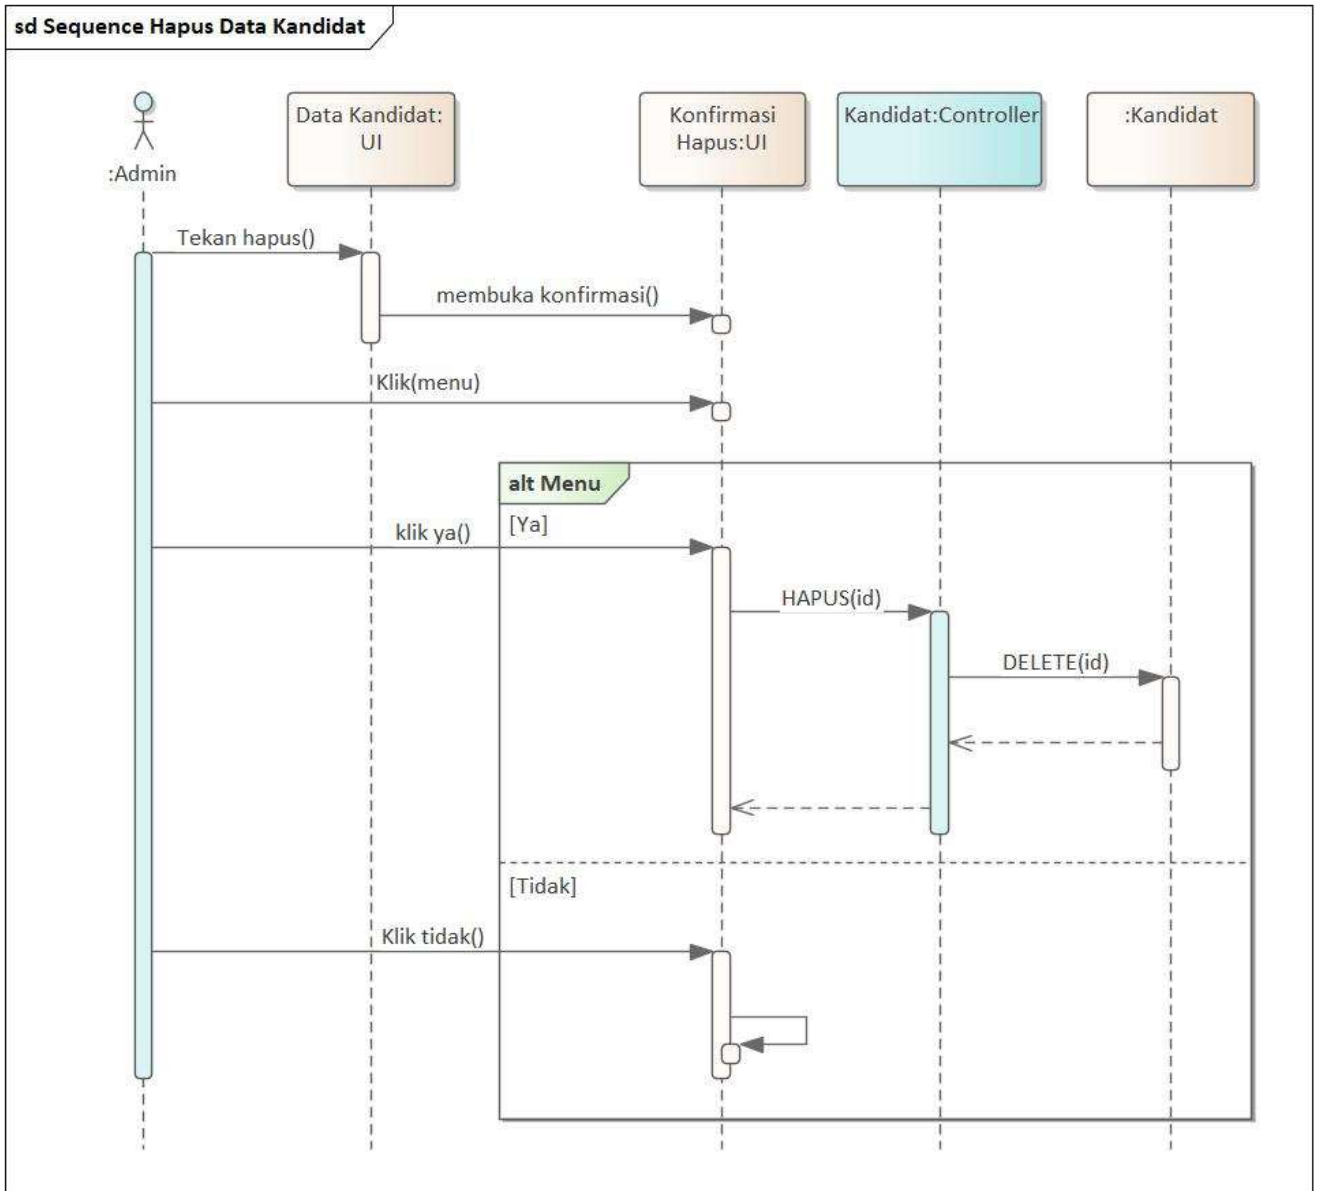 sd Sequence Hapus Data Kandidat
:Admin
Data Kandidat:
UI
Konfirmasi
Hapus:UI
Kandidat:Controller
:Kandidat
Tekan hapus()
membuka konfirmasi()
Klik(menu)
alt Menu
[Ya]
klik ya()
HAPUS(id)
DELETE(id)
[Tidak]
Klik tidak()